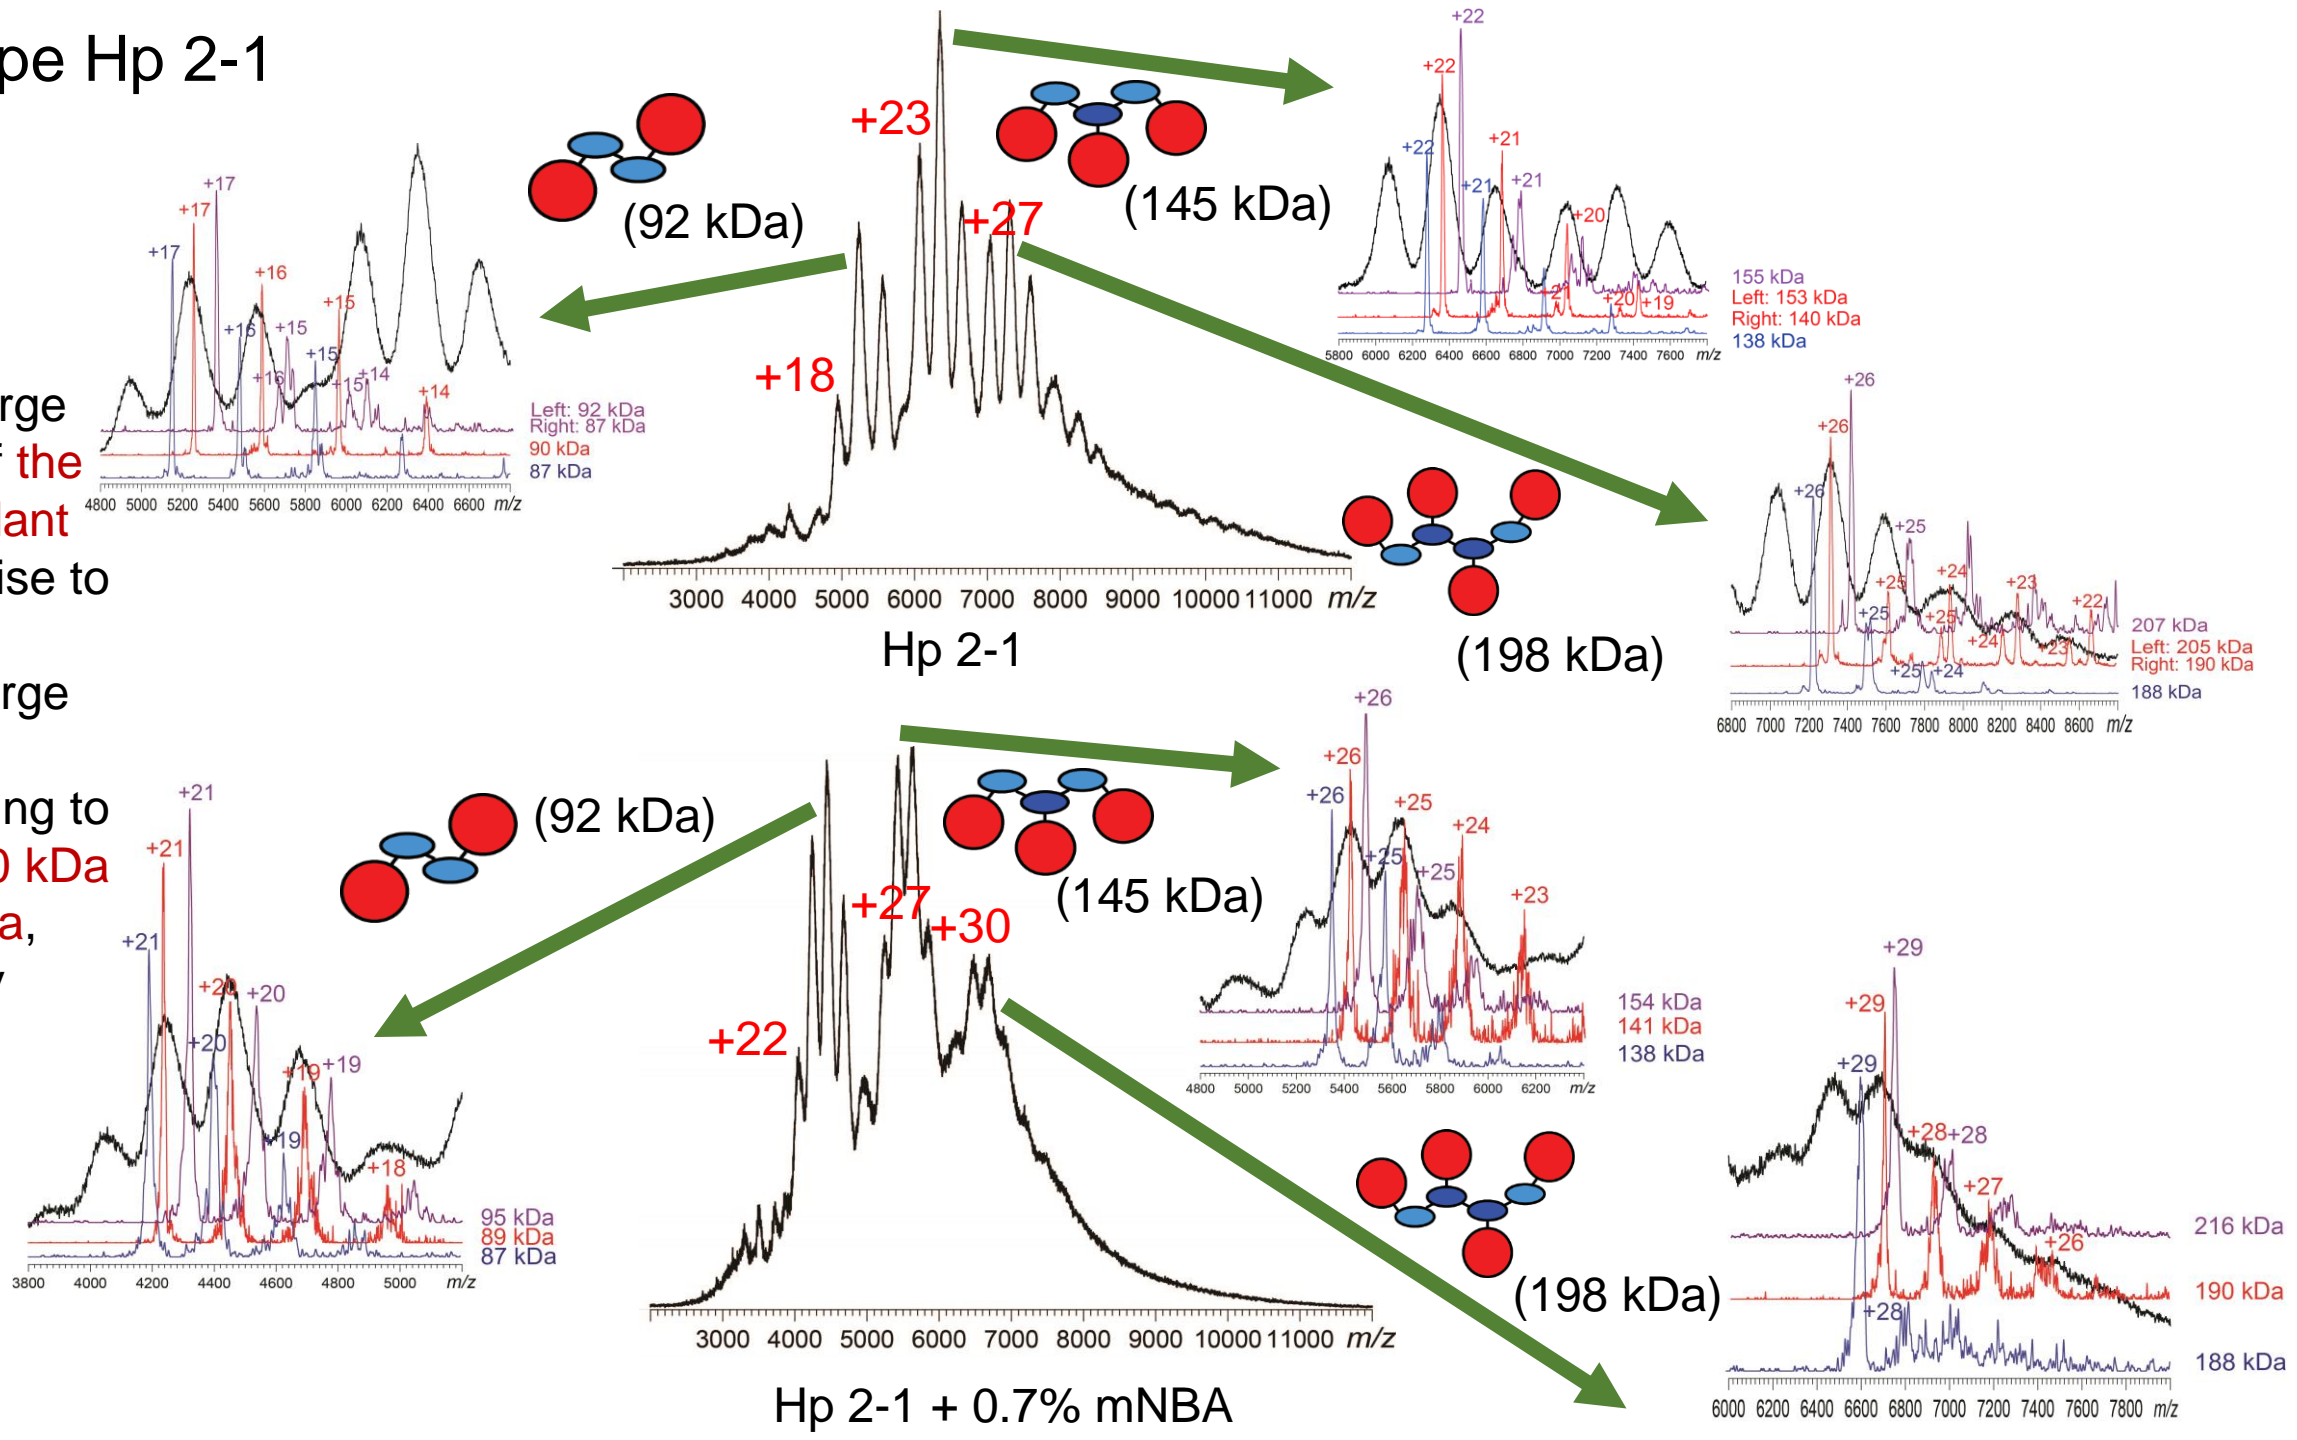 pe Hp 2-1
rge
f the
lant
ise to
rge
ng to
0 kDa
a,
y
+17
+17
+17
+16
+16
+15
+15
+15
+16
+15
+14
+14
Left: 92 kDa
Right: 87 kDa
90 kDa
87 kDa
4800 5000 5200 5400 5600 5800 6000 6200 6400 6600 m/z
(92 kDa)
+23
+18
+27
(145 kDa)
3000 4000 5000 6000 7000 8000 9000 10000 11000 m/z
Hp 2-1
+22
+22
+22
+21
+21
+21
+20
+20
+19
155 kDa
Left: 153 kDa
Right: 140 kDa
138 kDa
5800 6000 6200 6400 6600 6800 7000 7200 7400 7600 m/z
(198 kDa)
+26
+26
+26
+25
+25
+24
+23
+22
+25
+25
+24
+23
+25
+24
207 kDa
Left: 205 kDa
Right: 190 kDa
188 kDa
6800 7000 7200 7400 7600 7800 8000 8200 8400 8600 m/z
+21
+21
+21
+20
+20
+20
+19
+19
+19
+18
95 kDa
89 kDa
87 kDa
3800 4000 4200 4400 4600 4800 5000 m/z
(92 kDa)
+22
+27
+30
(145 kDa)
3000 4000 5000 6000 7000 8000 9000 10000 11000 m/z
Hp 2-1 + 0.7% mNBA
+26
+26
+26
+25
+25
+25
+24
+23
154 kDa
141 kDa
138 kDa
4800 5000 5200 5400 5600 5800 6000 6200 m/z
(198 kDa)
+29
+29
+29
+28
+28
+27
+26
+28
216 kDa
190 kDa
188 kDa
6000 6200 6400 6600 6800 7000 7200 7400 7600 7800 m/z